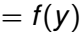 = f(y)